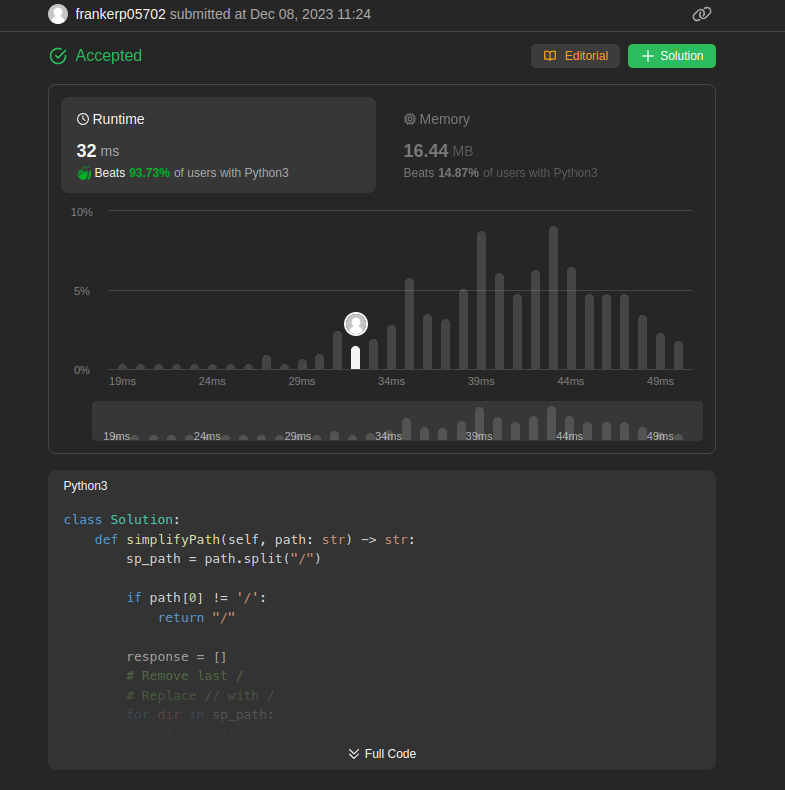 frankerp05702 submitted at Dec 08, 2023 11:24
Accepted
Editorial
Solution
Runtime
Memory
32 ms
16.44 MB
Beats 93.73% of users with Python3
Beats 14.87% of users with Python3
10%
5%
0%
19ms 24ms 29ms 34ms 39ms 44ms 49ms
19ms 24ms 29ms 34ms 39ms 44ms 49ms
Python3
class Solution:
def simplifyPath(self, path: str) -> str:
sp_path = path.split("/")
if path[0] != '/':
return "/"
response = []
# Remove last /
# Replace // with /
for dir in sp_path:
Full Code